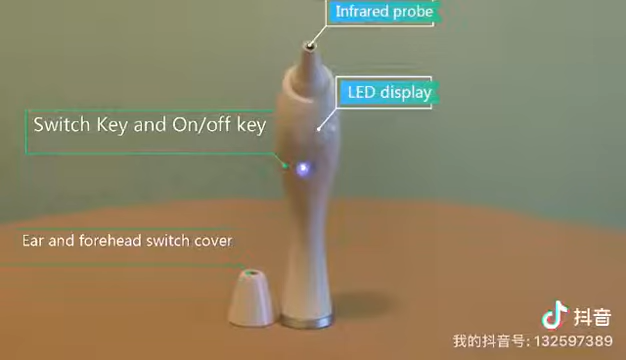 Infrared probe
LED display
Switch Key and On/off key
Ear and forehead switch cover
抖音
我的抖音号: 132597389